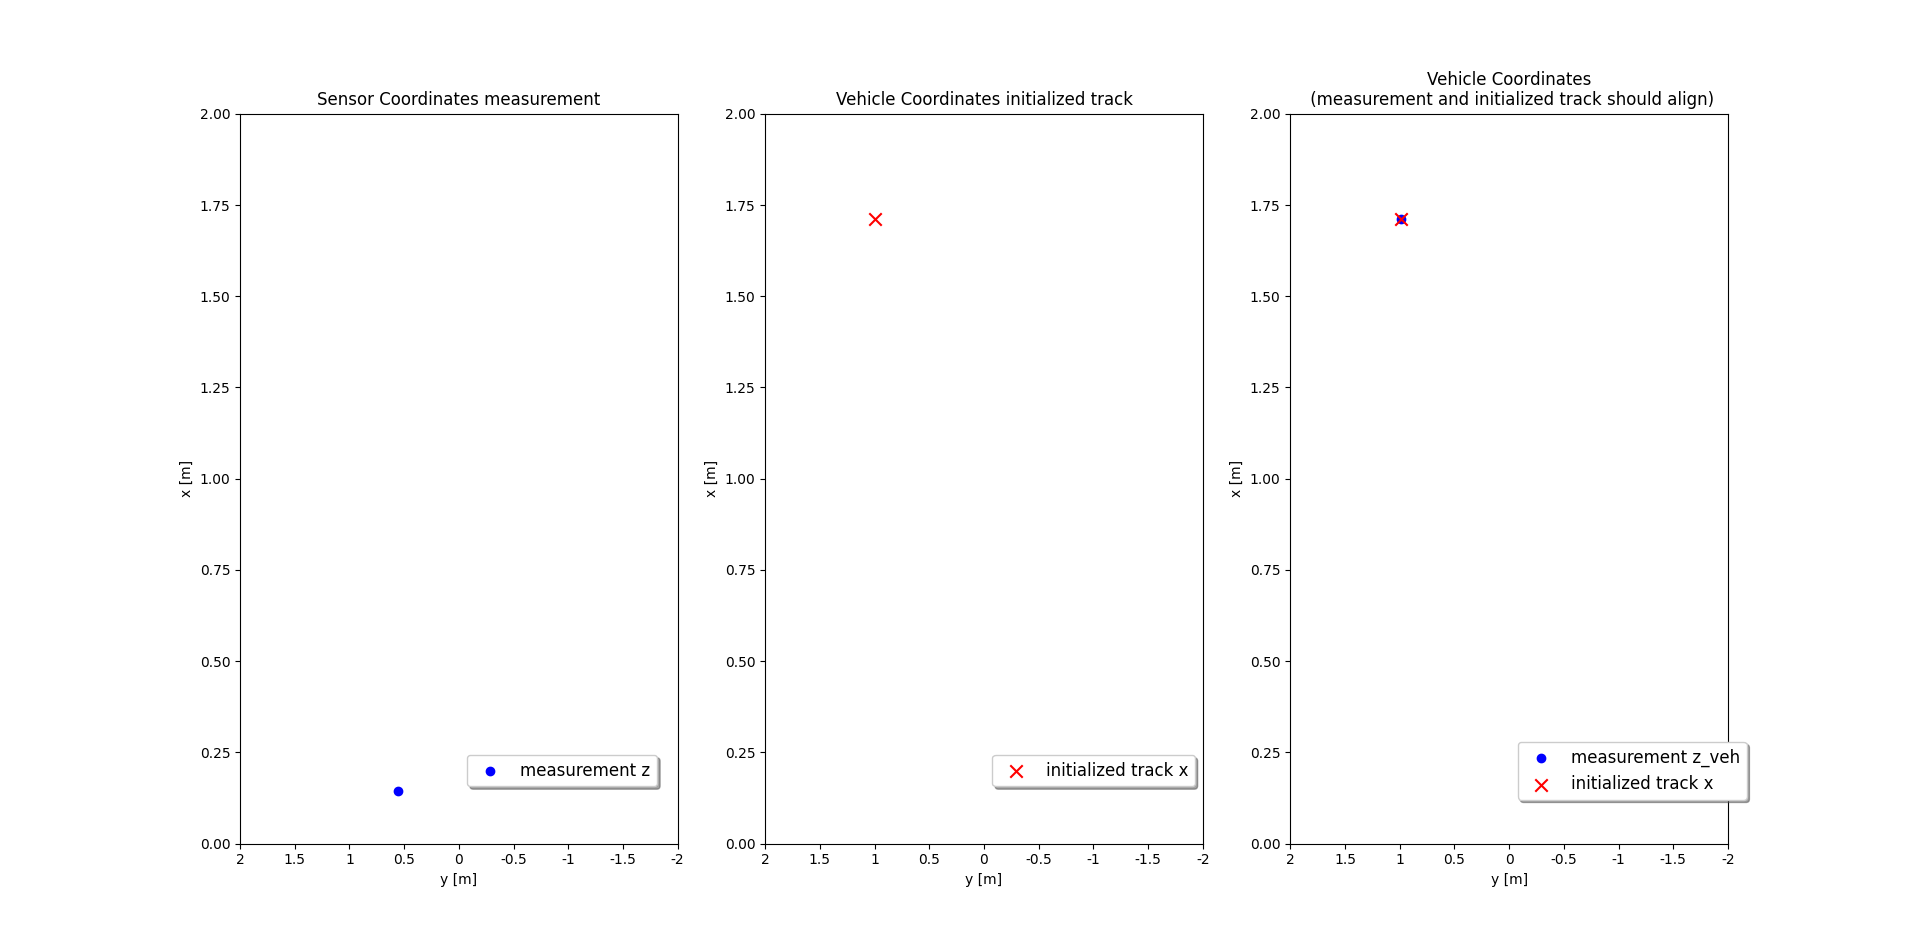 Sensor Coordinates measurement
2.00
1.75
1.50
1.25
1.00
0.75
0.50
0.25
0.00
x [m]
measurement z
2 1.5 1 0.5 0 -0.5 -1 -1.5 -2
y [m]
Vehicle Coordinates initialized track
2.00
1.75
1.50
1.25
1.00
0.75
0.50
0.25
0.00
x [m]
initialized track x
2 1.5 1 0.5 0 -0.5 -1 -1.5 -2
y [m]
Vehicle Coordinates
(measurement and initialized track should align)
2.00
1.75
1.50
1.25
1.00
0.75
0.50
0.25
0.00
x [m]
measurement z_veh
initialized track x
2 1.5 1 0.5 0 -0.5 -1 -1.5 -2
y [m]